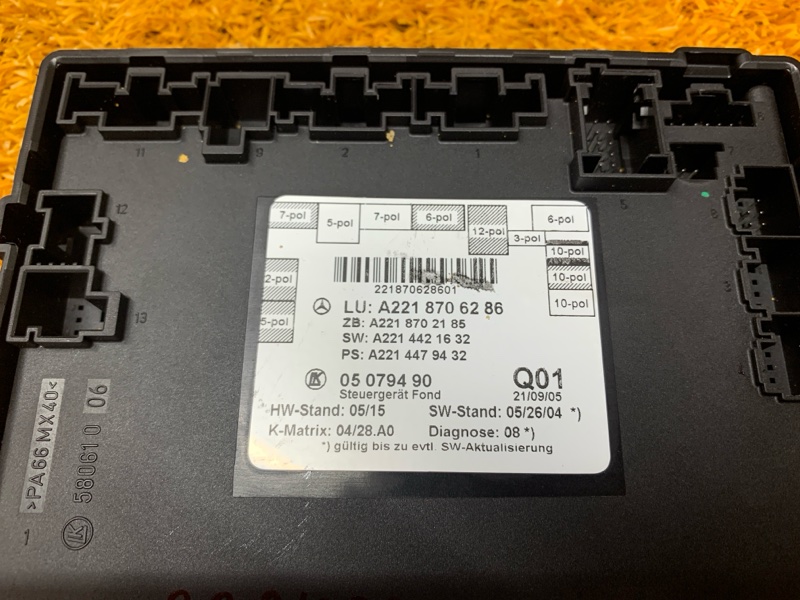 11 9 2 1
7
12
5
13
7-pol 5-pol 7-pol 6-pol 12-pol 3-pol 6-pol
10-pol
2-pol 10-pol
5-pol 10-pol
221870628601
LU: A221 870 62 86
ZB: A221 870 21 85
SW: A221 442 16 32
PS: A221 447 94 32
LK 05 0794 90 Q01
Steuergerät Fond 21/09/05
HW-Stand: 05/15 SW-Stand: 05/26/04 *)
K-Matrix: 04/28.A0 Diagnose: 08 *)
*) gültig bis zu evtl. SW-Aktualisierung
>PA66 MX40<
LK 580610 06
1